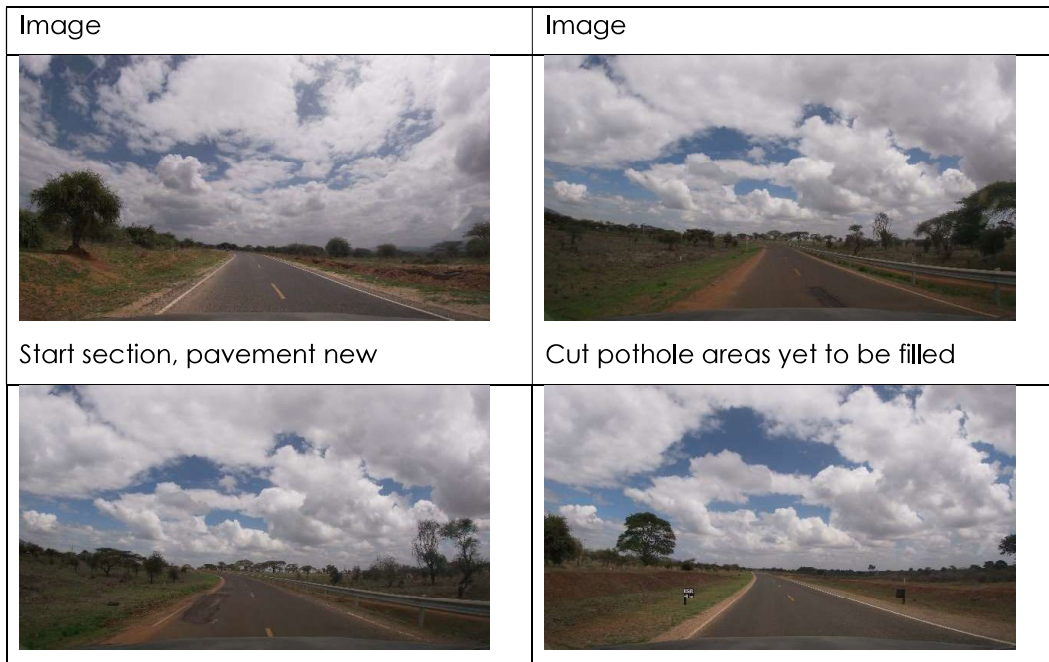 Image
Image
Start section, pavement new
Cut pothole areas yet to be filled